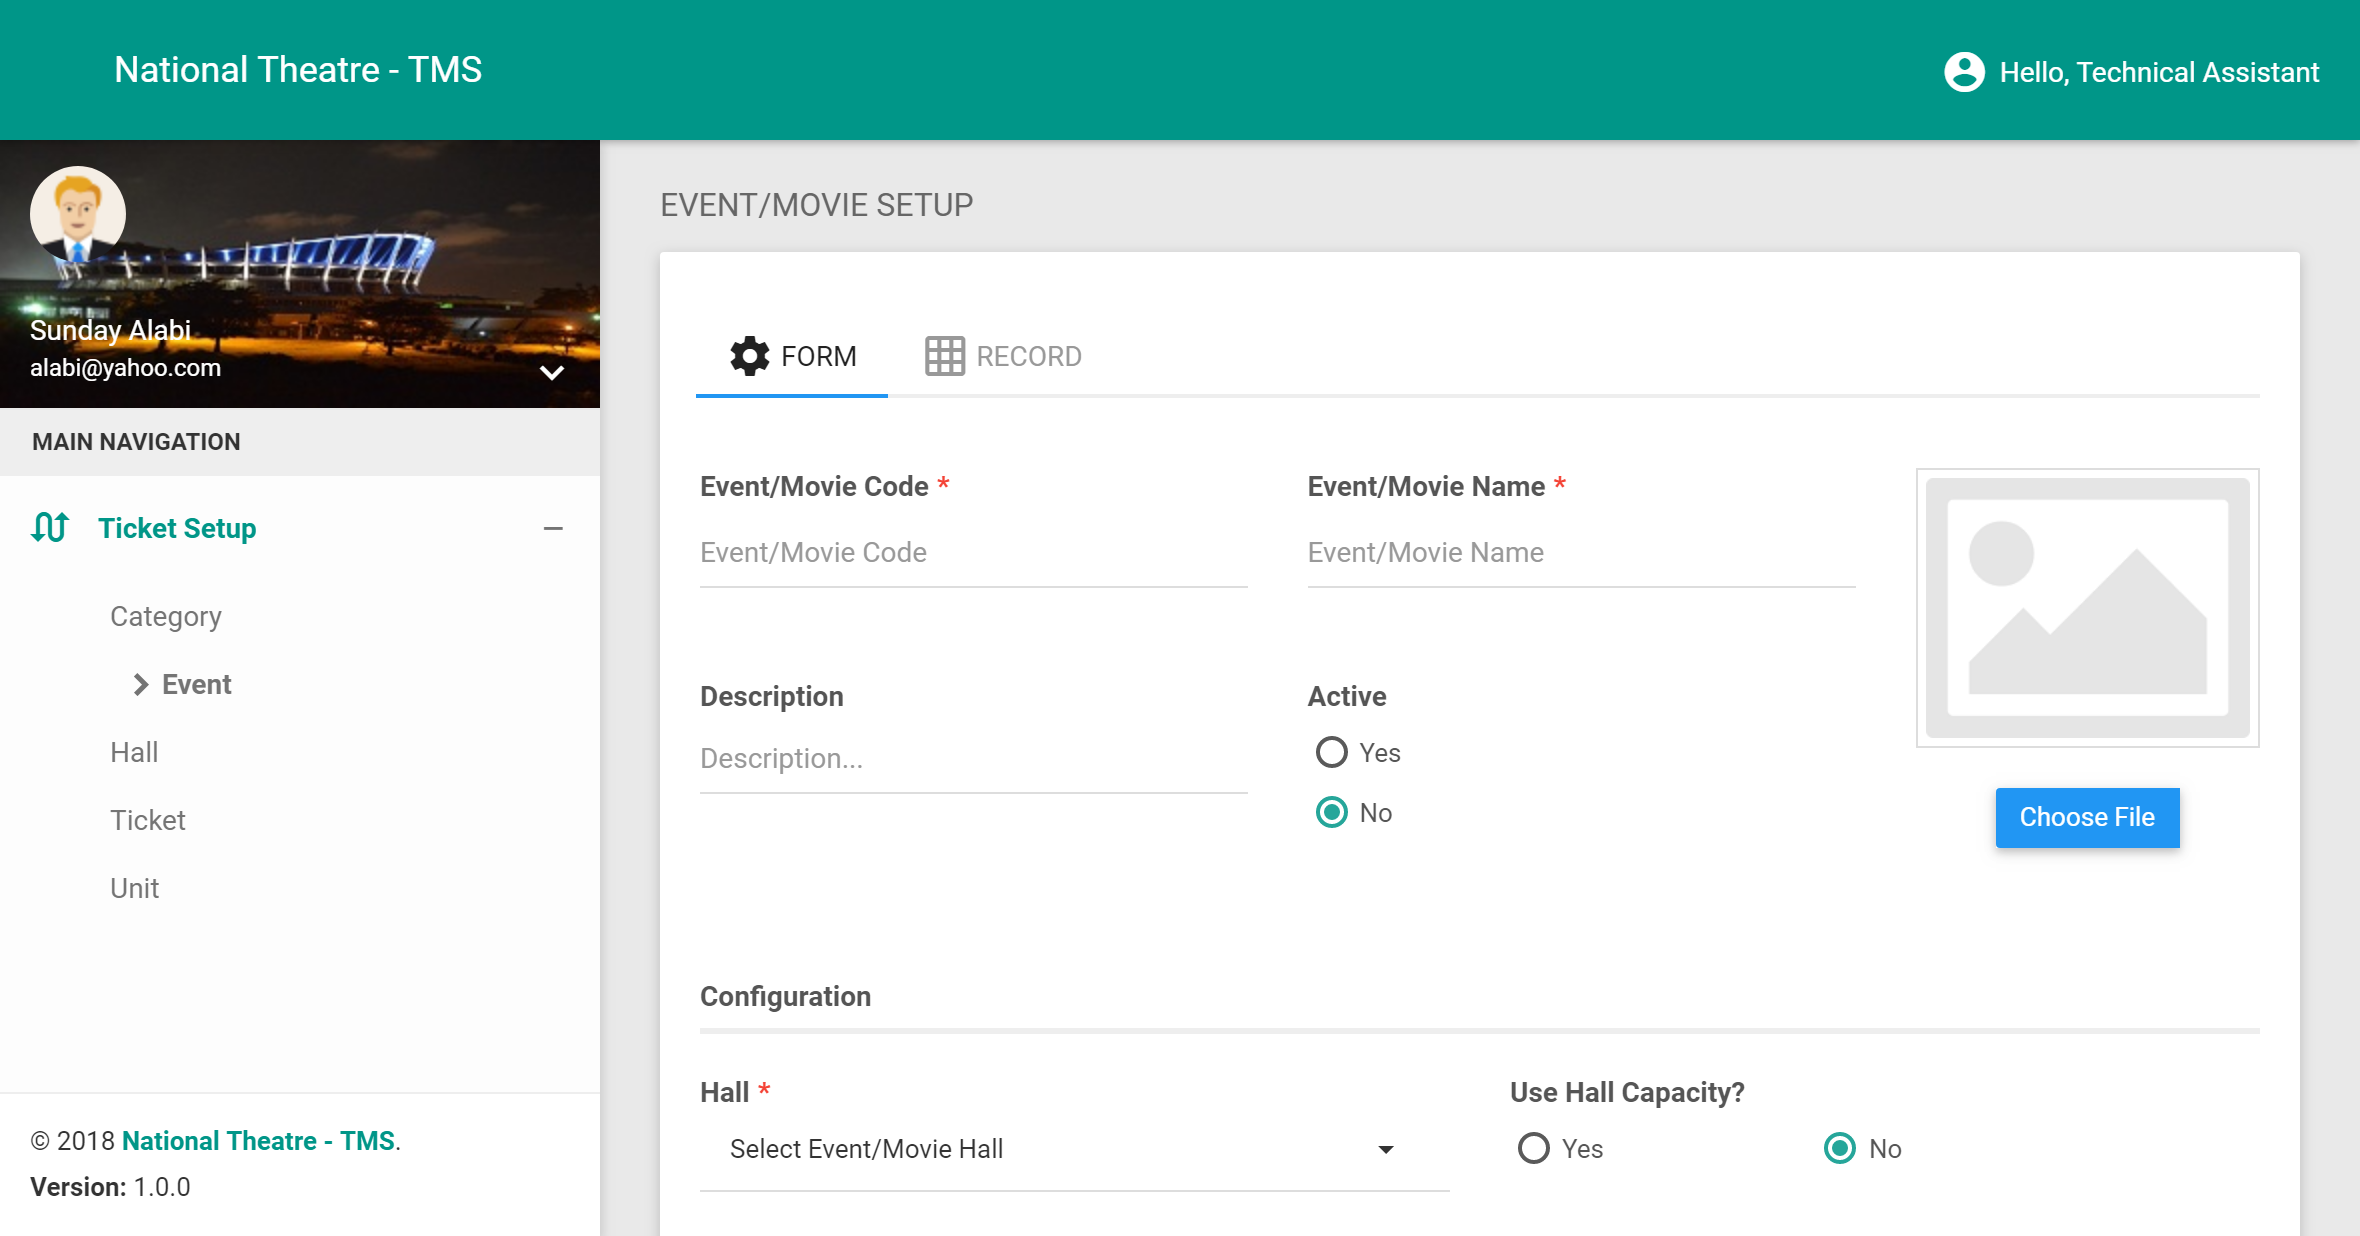 National Theatre - TMS
Hello, Technical Assistant
Sunday Alabi
alabi@yahoo.com
MAIN NAVIGATION
Ticket Setup
Category
Event
Hall
Ticket
Unit
© 2018 National Theatre - TMS.
Version: 1.0.0
EVENT/MOVIE SETUP
FORM
RECORD
Event/Movie Code *
Event/Movie Code
Event/Movie Name *
Event/Movie Name
Description
Description...
Active
Yes
No
Choose File
Configuration
Hall *
Select Event/Movie Hall
Use Hall Capacity?
Yes
No